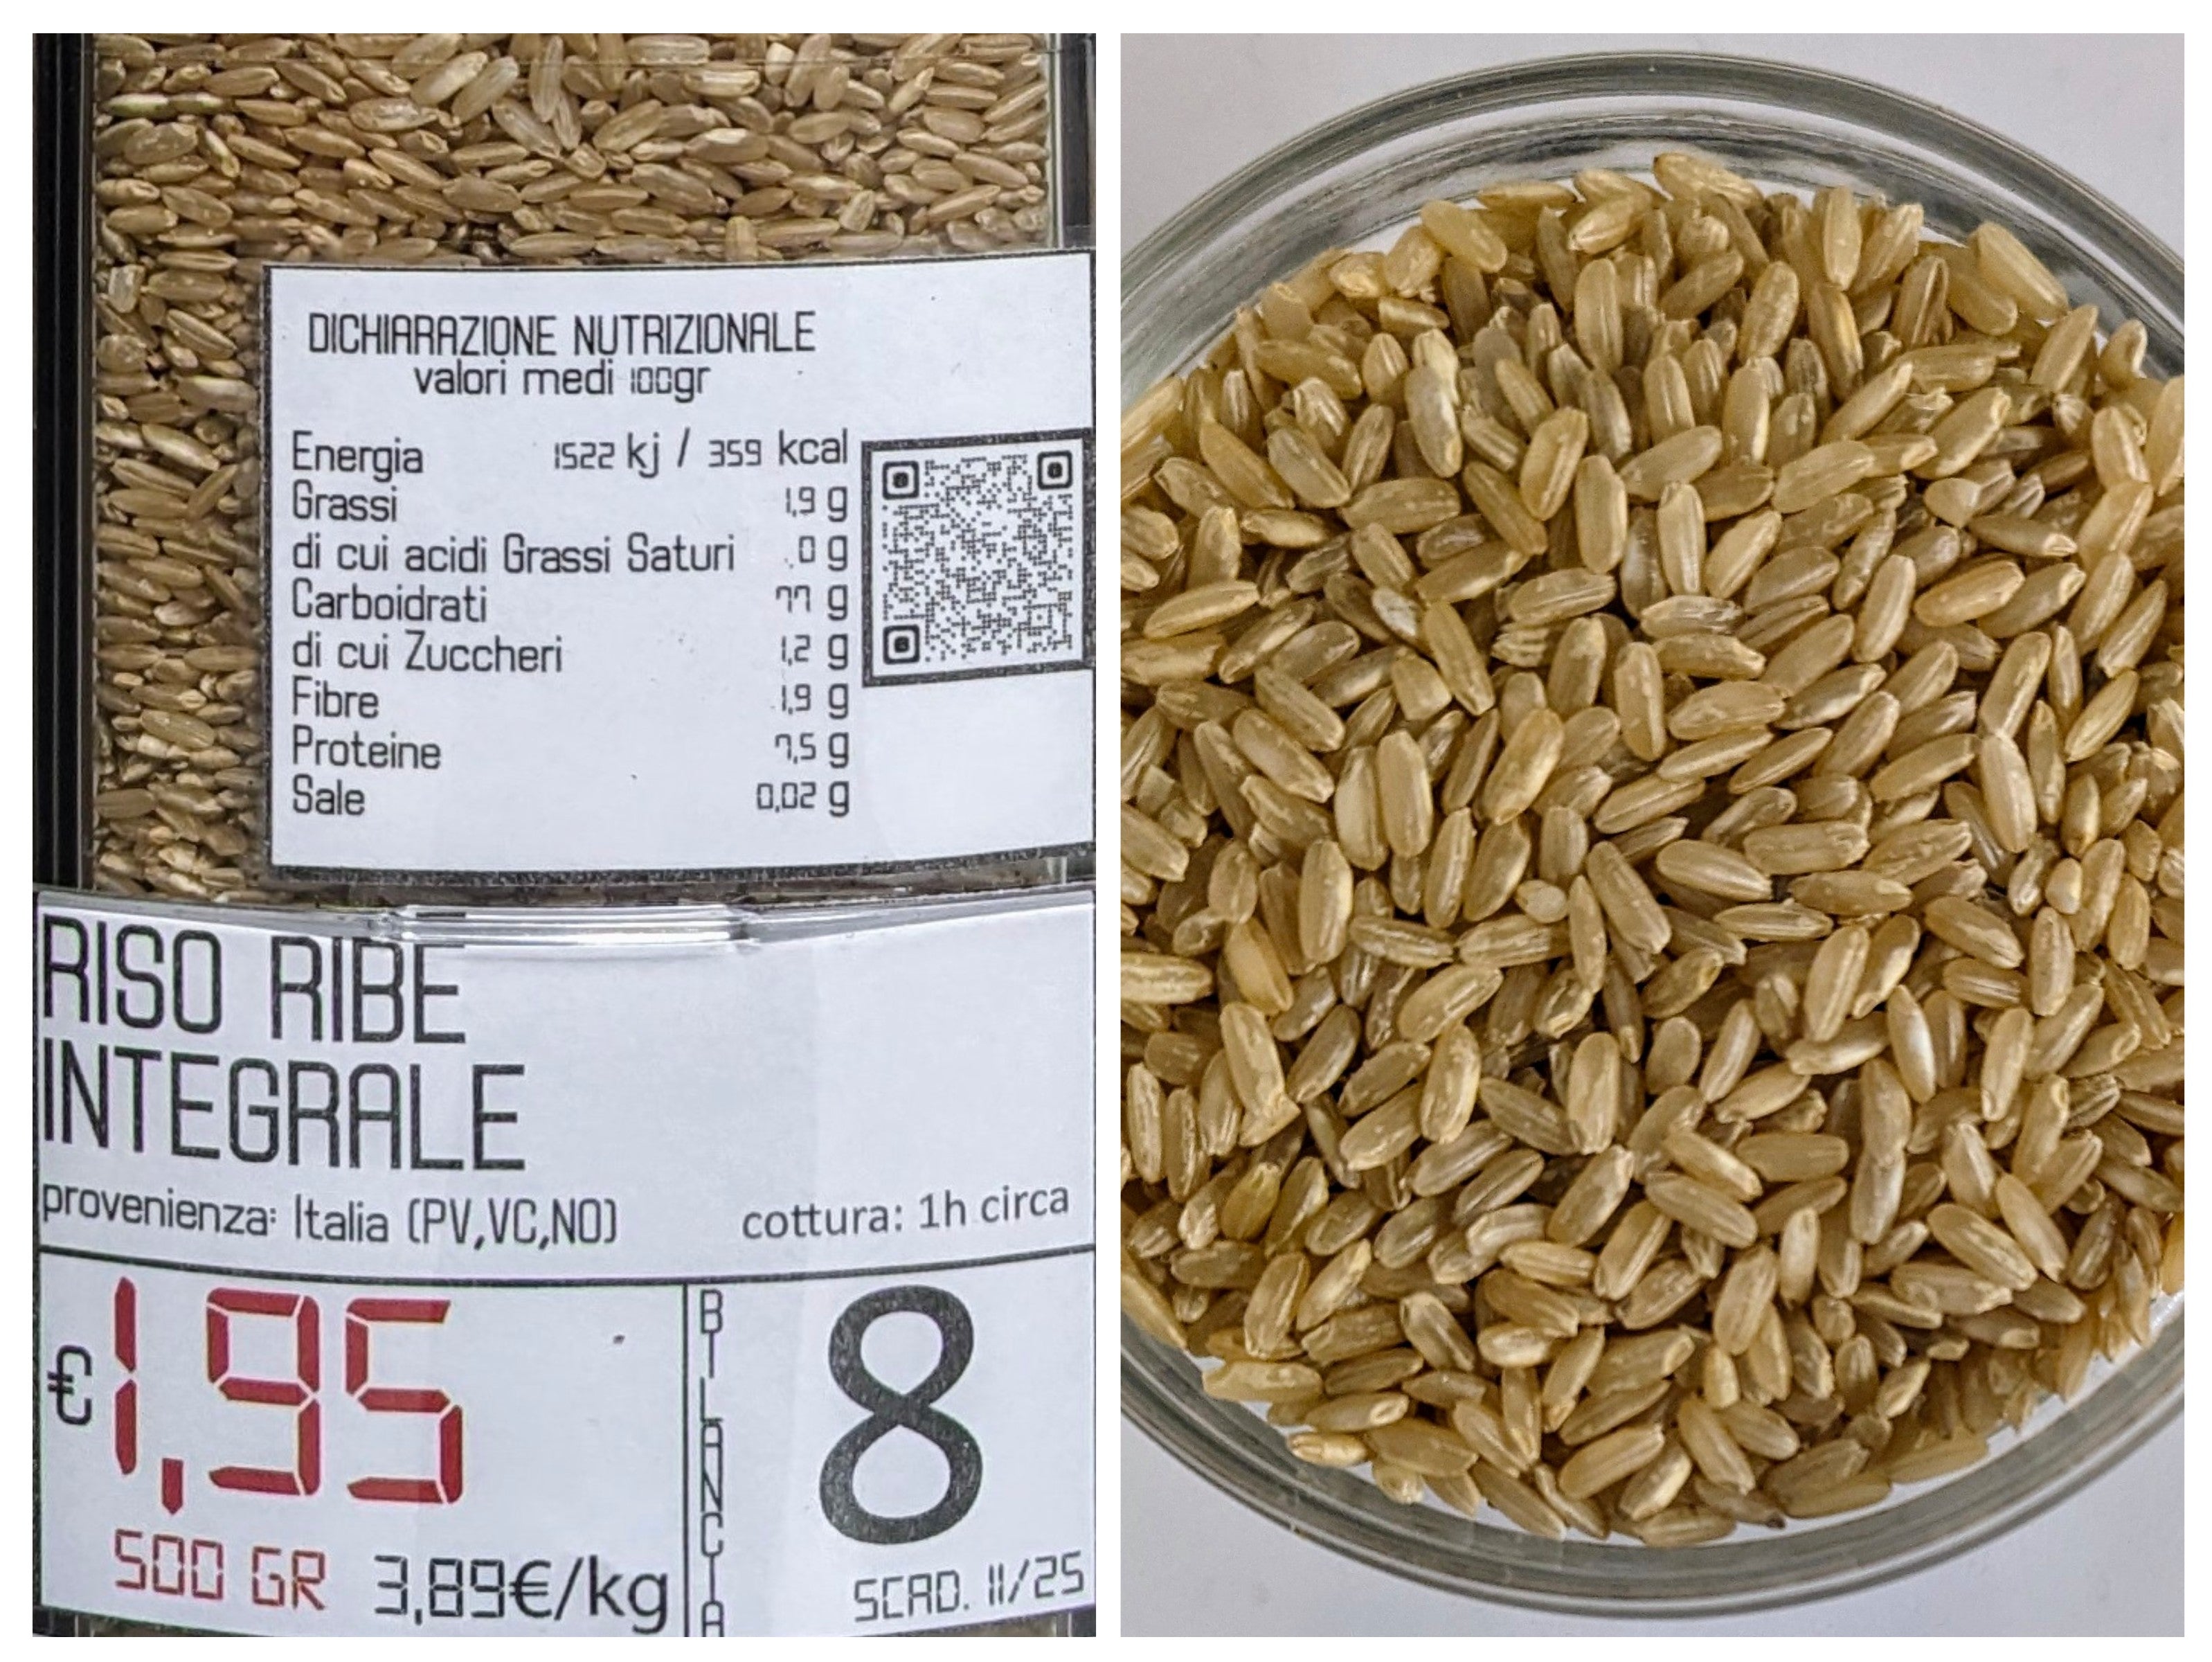 DICHIARAZIONE NUTRIZIONALE
valori medi 100gr
Energia 1522 kj / 359 kcal
Grassi 1,9 g
di cui acidi Grassi Saturi 0 g
Carboidrati 77 g
di cui Zuccheri 1,2 g
Fibre 1,9 g
Proteine 7,5 g
Sale 0,02 g
RISO RIBE
INTEGRALE
provenienza: Italia (PV,VC,NO) cottura: 1h circa
€1,95
500 GR 3,89€/kg
BILANCIA
8
SCAD. 11/25